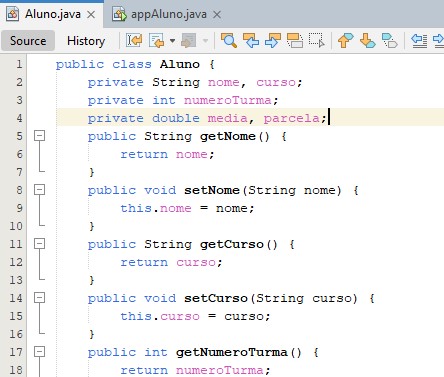 Aluno.java × appAluno.java ×
Source History
1 public class Aluno {
2 private String nome, curso;
3 private int numeroTurma;
4 private double media, parcela;
5 public String getNome() {
6 return nome;
7 }
8 public void setNome(String nome) {
9 this.nome = nome;
10 }
11 public String getCurso() {
12 return curso;
13 }
14 public void setCurso(String curso) {
15 this.curso = curso;
16 }
17 public int getNumeroTurma() {
18 return numeroTurma;